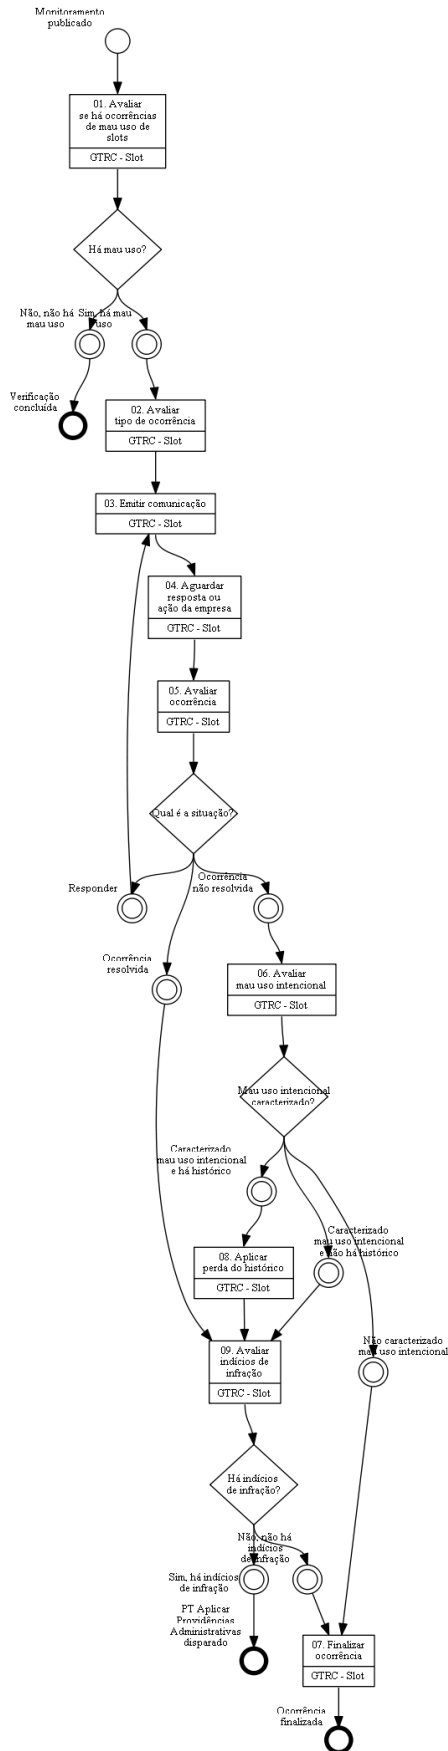 Monitoramento
publicado
01. Avaliar
se há ocorrências
de mau uso de
slots
GTRC - Slot
Há mau uso?
Não, não há
mau uso
Sim, há mau
uso
Verificação
concluída
02. Avaliar
tipo de ocorrência
GTRC - Slot
03. Emitir comunicação
GTRC - Slot
04. Aguardar
resposta ou
ação da empresa
GTRC - Slot
05. Avaliar
ocorrência
GTRC - Slot
Qual é a situação?
Responder
Ocorrência
não resolvida
Ocorrência
resolvida
06. Avaliar
mau uso intencional
GTRC - Slot
Mau uso intencional
caracterizado?
Caracterizado
mau uso intencional
e há histórico
Caracterizado
mau uso intencional
e não há histórico
08. Aplicar
perda do histórico
GTRC - Slot
Não caracterizado
mau uso intencional
09. Avaliar
indícios de
infração
GTRC - Slot
Há indícios
de infração?
Não, não há
indícios
de infração
Sim, há indícios
de infração
PT Aplicar
Providências
Administrativas
disparado
07. Finalizar
ocorrência
GTRC - Slot
Ocorrência
finalizada